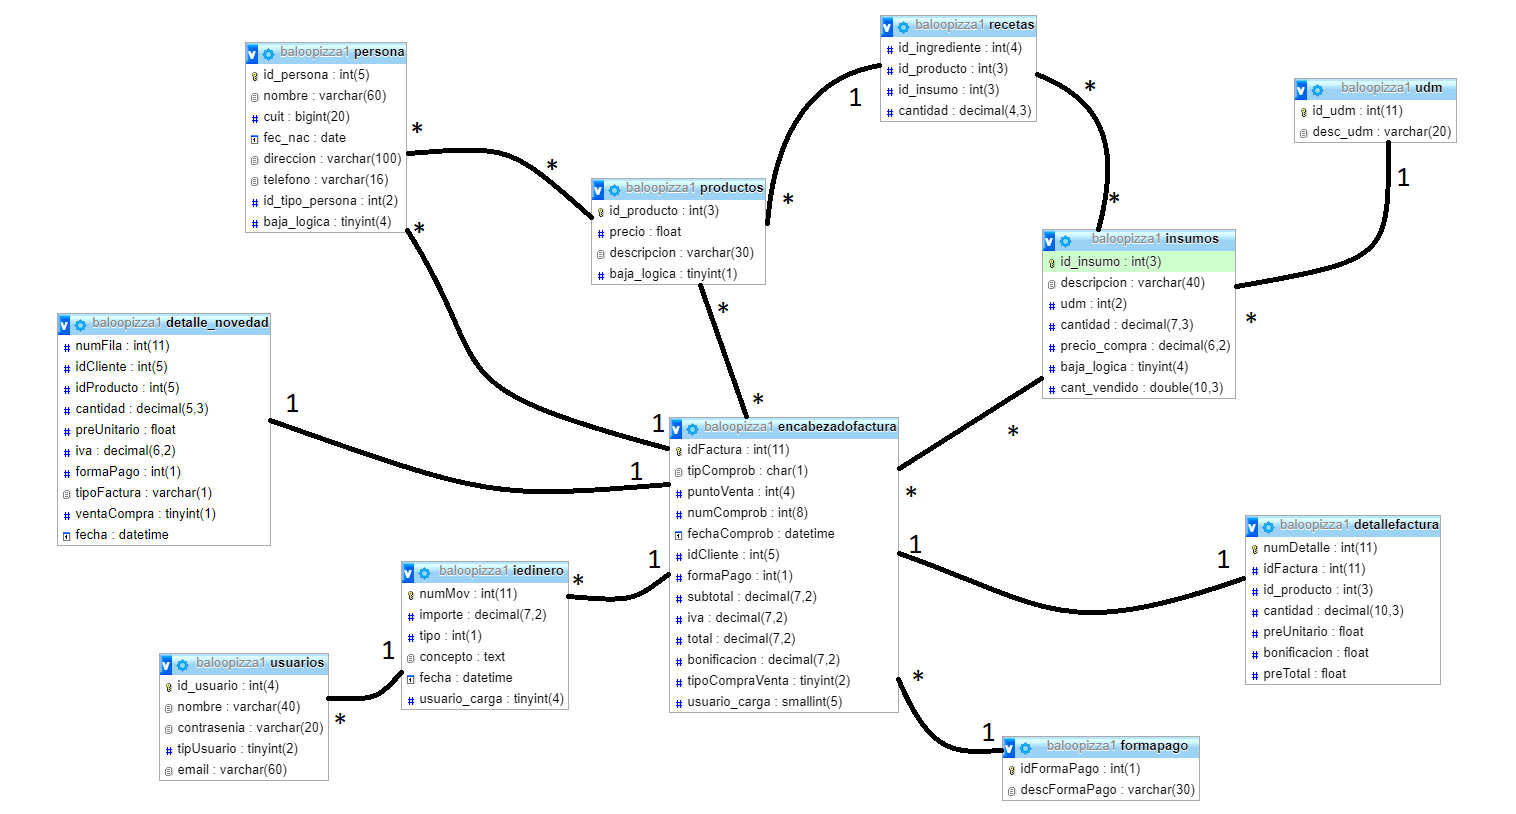 baloopizza1 recetas
id_ingrediente : int(4)
id_producto : int(3)
id_insumo : int(3)
cantidad : decimal(4,3)
baloopizza1 persona
id_persona : int(5)
nombre : varchar(60)
cuit : bigint(20)
fec_nac : date
direccion : varchar(100)
telefono : varchar(16)
id_tipo_persona : int(2)
baja_logica : tinyint(4)
baloopizza1 udm
id_udm : int(11)
desc_udm : varchar(20)
*
*
*
*
1
*
*
1
*
baloopizza1 productos
id_producto : int(3)
precio : float
descripcion : varchar(30)
baja_logica : tinyint(1)
baloopizza1 insumos
id_insumo : int(3)
descripcion : varchar(40)
udm : int(2)
cantidad : decimal(7,3)
precio_compra : decimal(6,2)
baja_logica : tinyint(4)
cant_vendido : double(10,3)
*
*
*
*
*
baloopizza1 detalle_novedad
numFila : int(11)
idCliente : int(5)
idProducto : int(5)
cantidad : decimal(5,3)
preUnitario : float
iva : decimal(6,2)
formaPago : int(1)
tipoFactura : varchar(1)
ventaCompra : tinyint(1)
fecha : datetime
1
1
1
baloopizza1 encabezadofactura
idFactura : int(11)
tipComprob : char(1)
puntoVenta : int(4)
numComprob : int(8)
fechaComprob : datetime
idCliente : int(5)
formaPago : int(1)
subtotal : decimal(7,2)
iva : decimal(7,2)
total : decimal(7,2)
bonificacion : decimal(7,2)
tipoCompraVenta : tinyint(2)
usuario_carga : smallint(5)
1
1
baloopizza1 detallefactura
numDetalle : int(11)
idFactura : int(11)
id_producto : int(3)
cantidad : decimal(10,3)
preUnitario : float
bonificacion : float
preTotal : float
baloopizza1 iedinero
numMov : int(11)
importe : decimal(7,2)
tipo : int(1)
concepto : text
fecha : datetime
usuario_carga : tinyint(4)
*
1
1
*
baloopizza1 usuarios
id_usuario : int(4)
nombre : varchar(40)
contrasenia : varchar(20)
tipUsuario : tinyint(2)
email : varchar(60)
*
1
baloopizza1 formapago
idFormaPago : int(1)
descFormaPago : varchar(30)